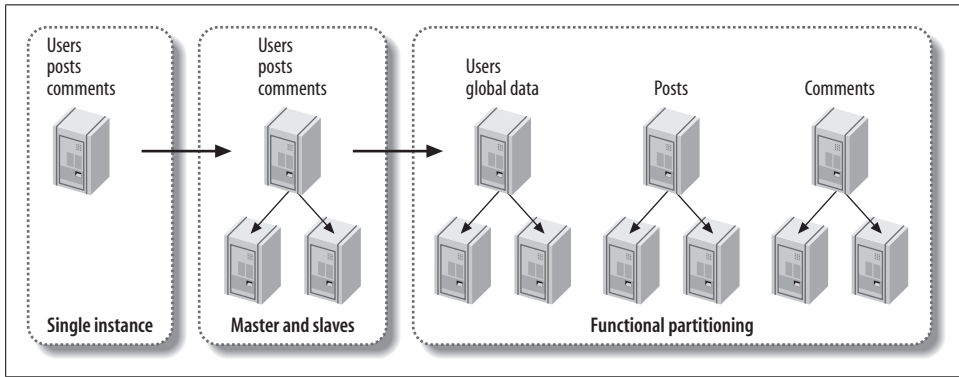 Users
posts
comments
Single instance
Users
posts
comments
Master and slaves
Users
global data
Posts
Comments
Functional partitioning